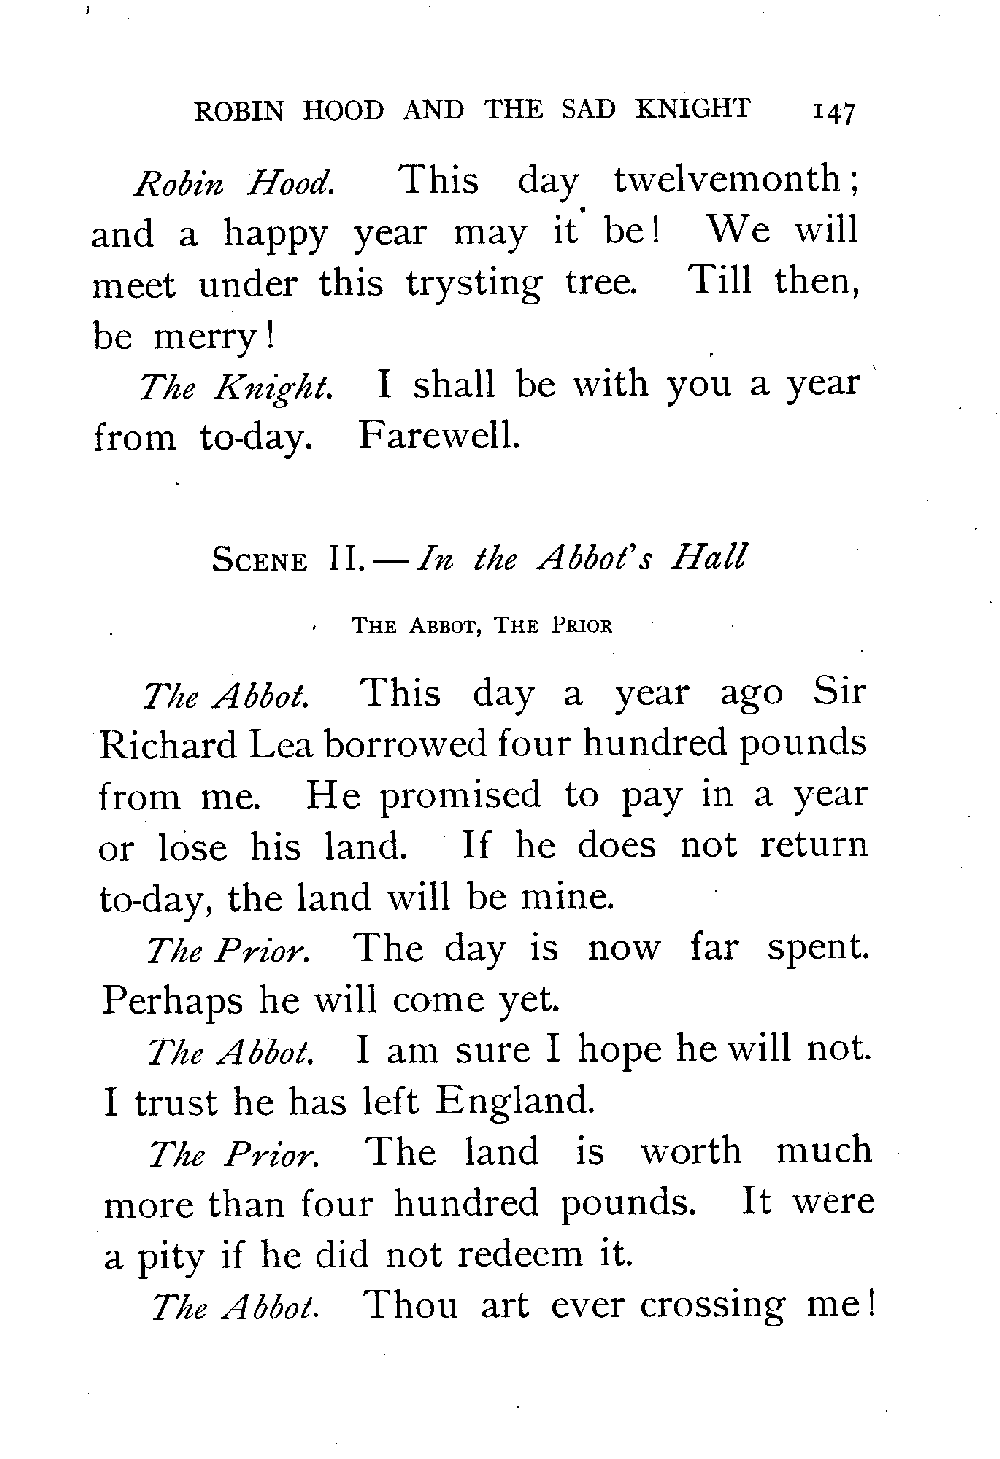 ROBIN HOOD AND THE SAD KNIGHT 147
Robin Hood. This day twelvemonth;
and a happy year may it be! We will
meet under this trysting tree. Till then,
be merry!
The Knight. I shall be with you a year
from to-day. Farewell.
SCENE II.—In the Abbot's Hall
THE ABBOT, THE PRIOR
The Abbot. This day a year ago Sir
Richard Lea borrowed four hundred pounds
from me. He promised to pay in a year
or lose his land. If he does not return
to-day, the land will be mine.
The Prior. The day is now far spent.
Perhaps he will come yet.
The Abbot. I am sure I hope he will not.
I trust he has left England.
The Prior. The land is worth much
more than four hundred pounds. It were
a pity if he did not redeem it.
The Abbot. Thou art ever crossing me!